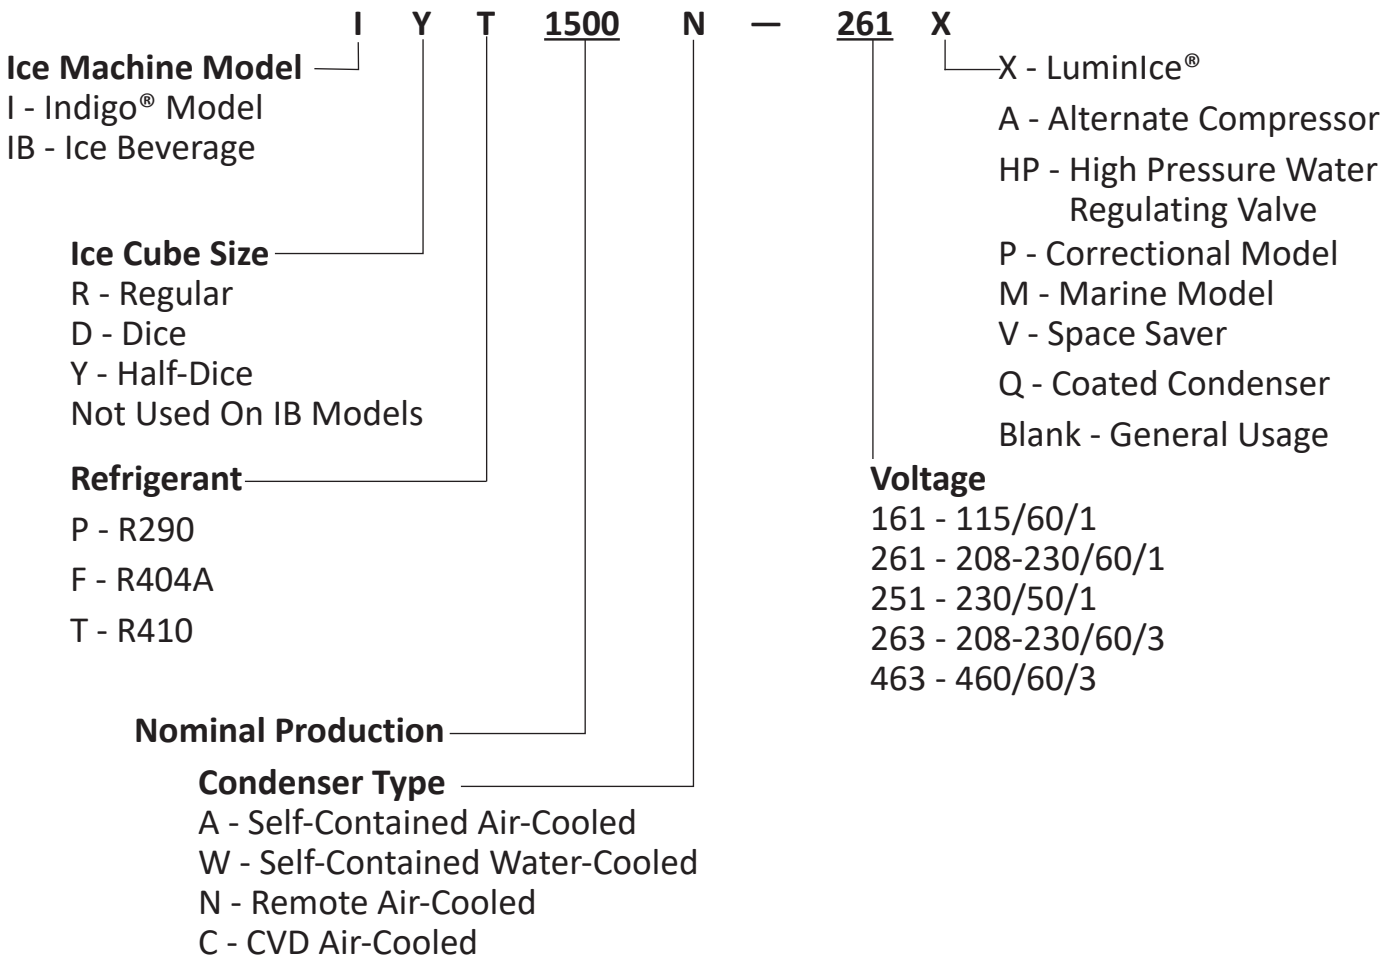 I Y T 1500 N — 261 X
Ice Machine Model
I - Indigo® Model
IB - Ice Beverage
Ice Cube Size
R - Regular
D - Dice
Y - Half-Dice
Not Used On IB Models
Refrigerant
P - R290
F - R404A
T - R410
Nominal Production
Condenser Type
A - Self-Contained Air-Cooled
W - Self-Contained Water-Cooled
N - Remote Air-Cooled
C - CVD Air-Cooled
X - LuminIce®
A - Alternate Compressor
HP - High Pressure Water
Regulating Valve
P - Correctional Model
M - Marine Model
V - Space Saver
Q - Coated Condenser
Blank - General Usage
Voltage
161 - 115/60/1
261 - 208-230/60/1
251 - 230/50/1
263 - 208-230/60/3
463 - 460/60/3